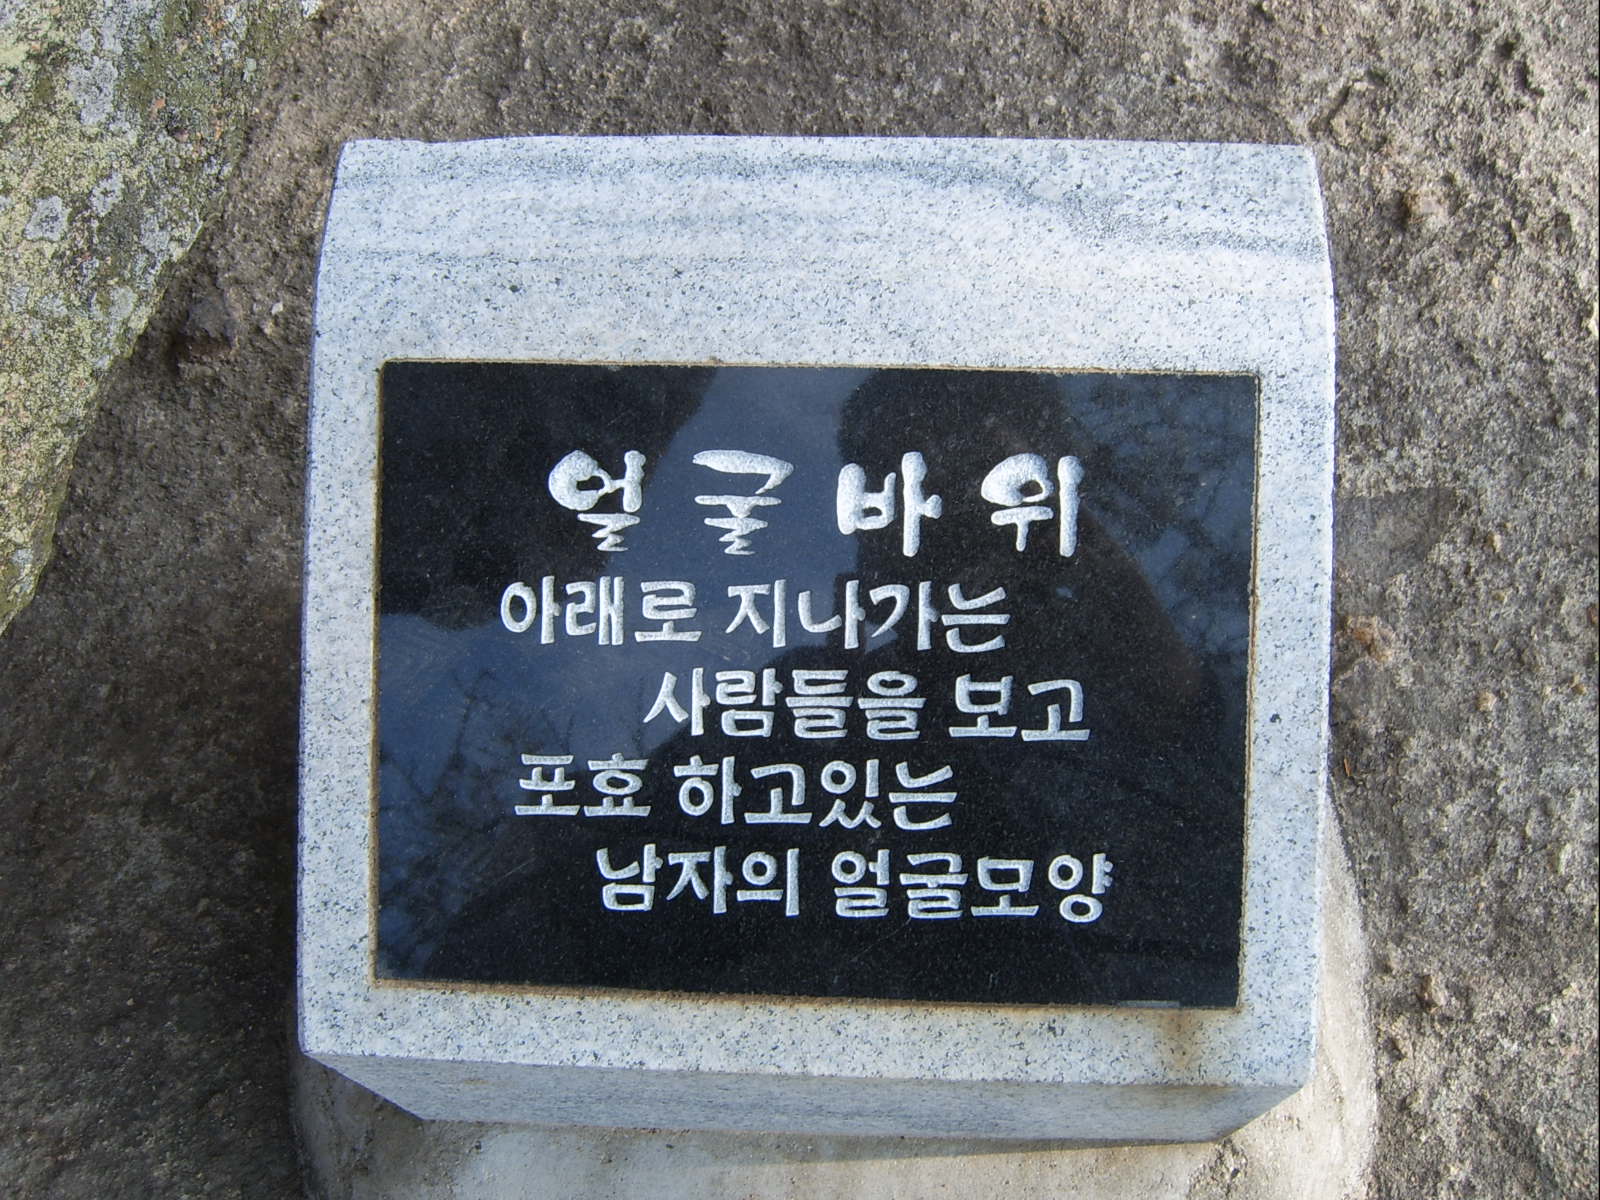 얼굴바위
아래로 지나가는
사람들을 보고
포효 하고있는
남자의 얼굴모양